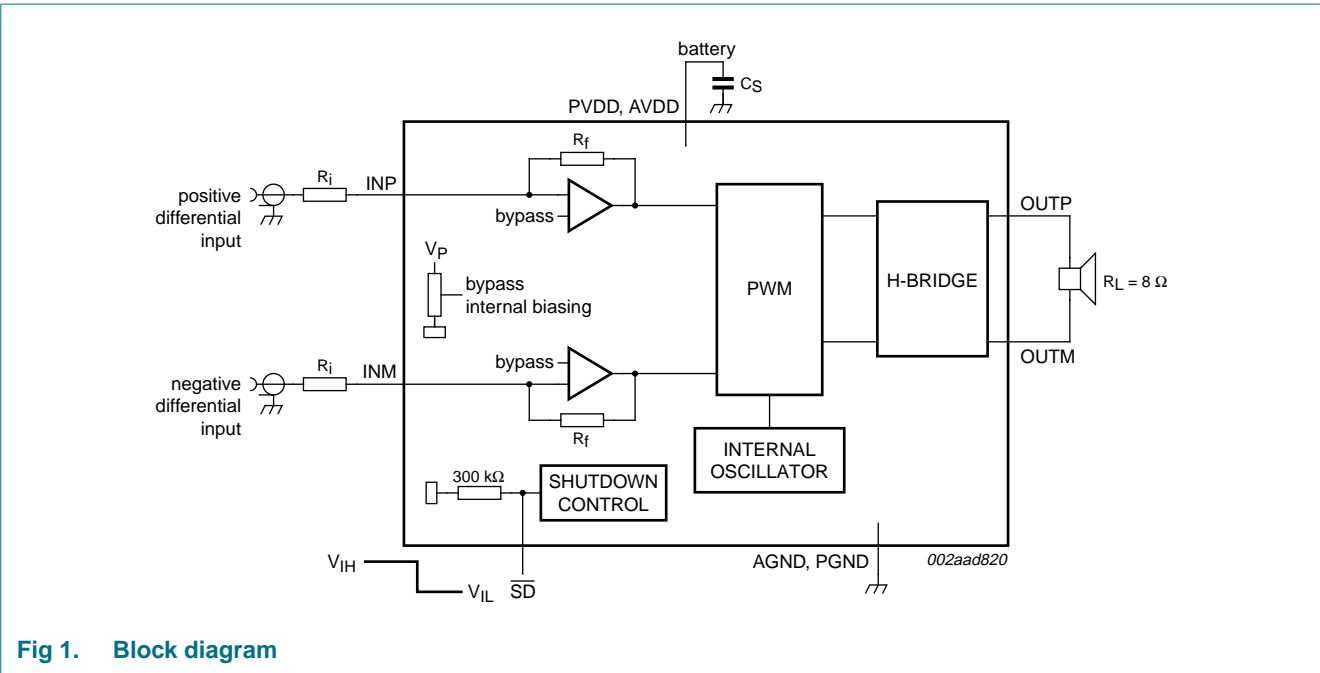 battery
CS
PVDD, AVDD
Rf
Ri
INP
positive
differential
input
bypass
OUTP
VP
bypass
internal biasing
PWM
H-BRIDGE
RL = 8 Ω
bypass
OUTM
Ri
INM
negative
differential
input
Rf
INTERNAL
OSCILLATOR
300 kΩ
SHUTDOWN
CONTROL
VIH
VIL
SD
AGND, PGND
002aad820
Fig 1. Block diagram